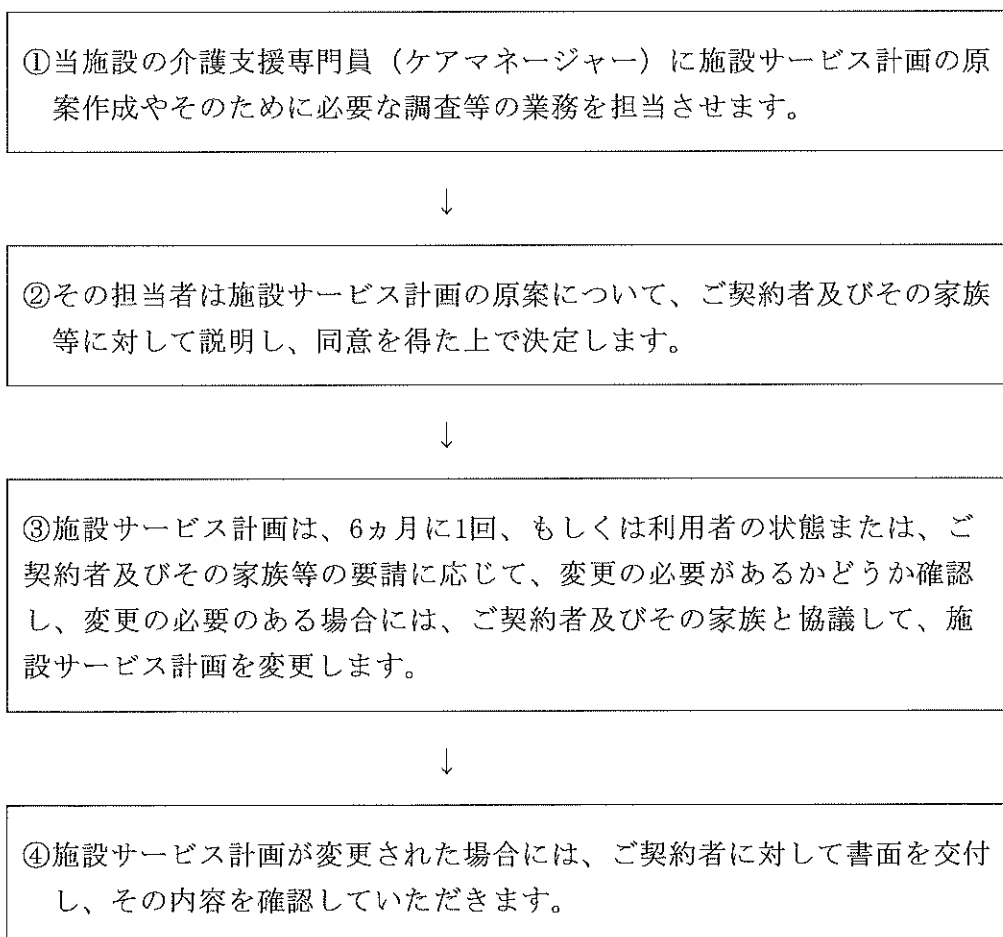 ①当施設の介護支援専門員（ケアマネージャー）に施設サービス計画の原
案作成やそのために必要な調査等の業務を担当させます。
↓
②その担当者は施設サービス計画の原案について、ご契約者及びその家族
等に対して説明し、同意を得た上で決定します。
↓
③施設サービス計画は、6ヵ月に1回、もしくは利用者の状態または、ご
契約者及びその家族等の要請に応じて、変更の必要があるかどうか確認
し、変更の必要のある場合には、ご契約者及びその家族と協議して、施
設サービス計画を変更します。
↓
④施設サービス計画が変更された場合には、ご契約者に対して書面を交付
し、その内容を確認していただきます。